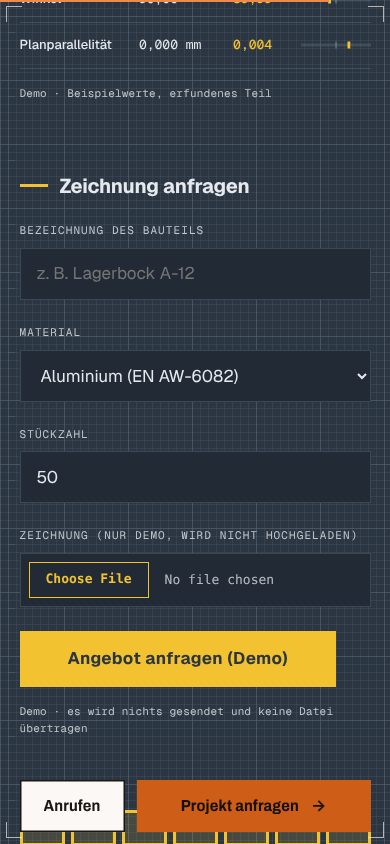 Planparallelität 0,000 mm 0,004
Demo · Beispielwerte, erfundenes Teil
Zeichnung anfragen
BEZEICHNUNG DES BAUTEILS
z. B. Lagerbock A-12
MATERIAL
Aluminium (EN AW-6082)
STÜCKZAHL
50
ZEICHNUNG (NUR DEMO, WIRD NICHT HOCHGELADEN)
Choose File No file chosen
Angebot anfragen (Demo)
Demo · es wird nichts gesendet und keine Datei
übertragen
Anrufen Projekt anfragen →